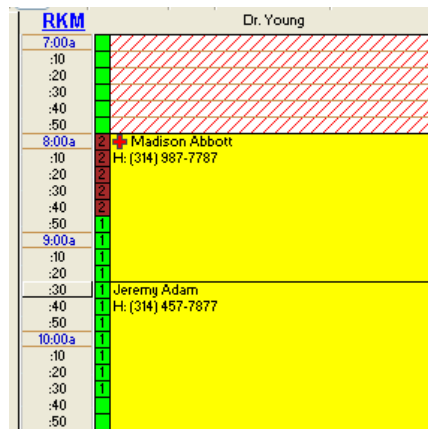 RKM Dr. Young
7:00a
:10
:20
:30
:40
:50
8:00a 2 Madison Abbott
:10 2 H: (314) 987-7787
:20 2
:30 2
:40 2
:50 1
9:00a 1
:10 1
:20 1
:30 1 Jeremy Adam
:40 1 H: (314) 457-7877
:50 1
10:00a 1
:10 1
:20 1
:30 1
:40
:50